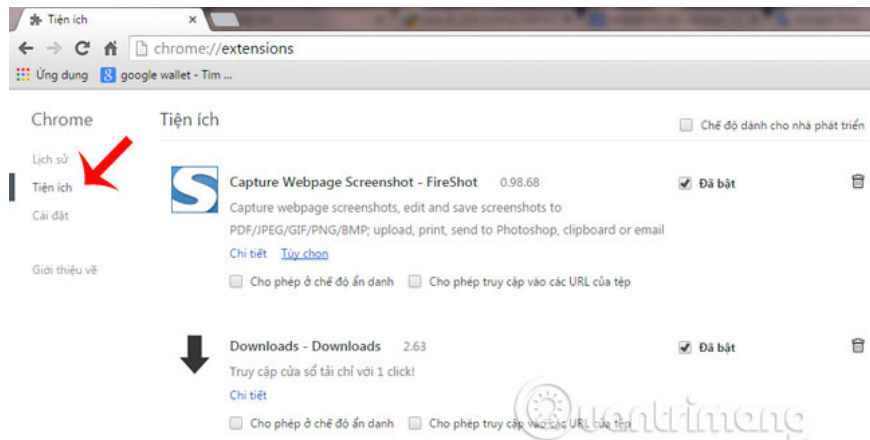 Tiện ích
chrome://extensions
Ứng dụng google wallet - Tim ...
Chrome
Tiện ích
Chế độ dành cho nhà phát triển
Lịch sử
Tiện ích
Cài đặt
Giới thiệu về
Capture Webpage Screenshot - FireShot 0.98.68
Đã bật
Capture webpage screenshots, edit and save screenshots to
PDF/JPEG/GIF/PNG/BMP; upload, print, send to Photoshop, clipboard or email
Chi tiết Tùy chọn
Cho phép ở chế độ ẩn danh Cho phép truy cập vào các URL của tệp
Downloads - Downloads 2.63
Đã bật
Truy cập cửa sổ tải chỉ với 1 click!
Chi tiết
Cho phép ở chế độ ẩn danh Cho phép truy cập vào các URL của tệp
Quantrimang